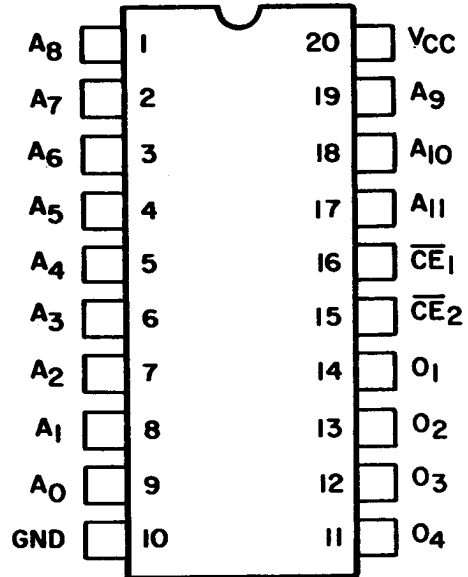 A8 1 20 VCC
A7 2 19 A9
A6 3 18 A10
A5 4 17 A11
A4 5 16 C̅E̅1
A3 6 15 C̅E̅2
A2 7 14 O1
A1 8 13 O2
A0 9 12 O3
GND 10 11 O4